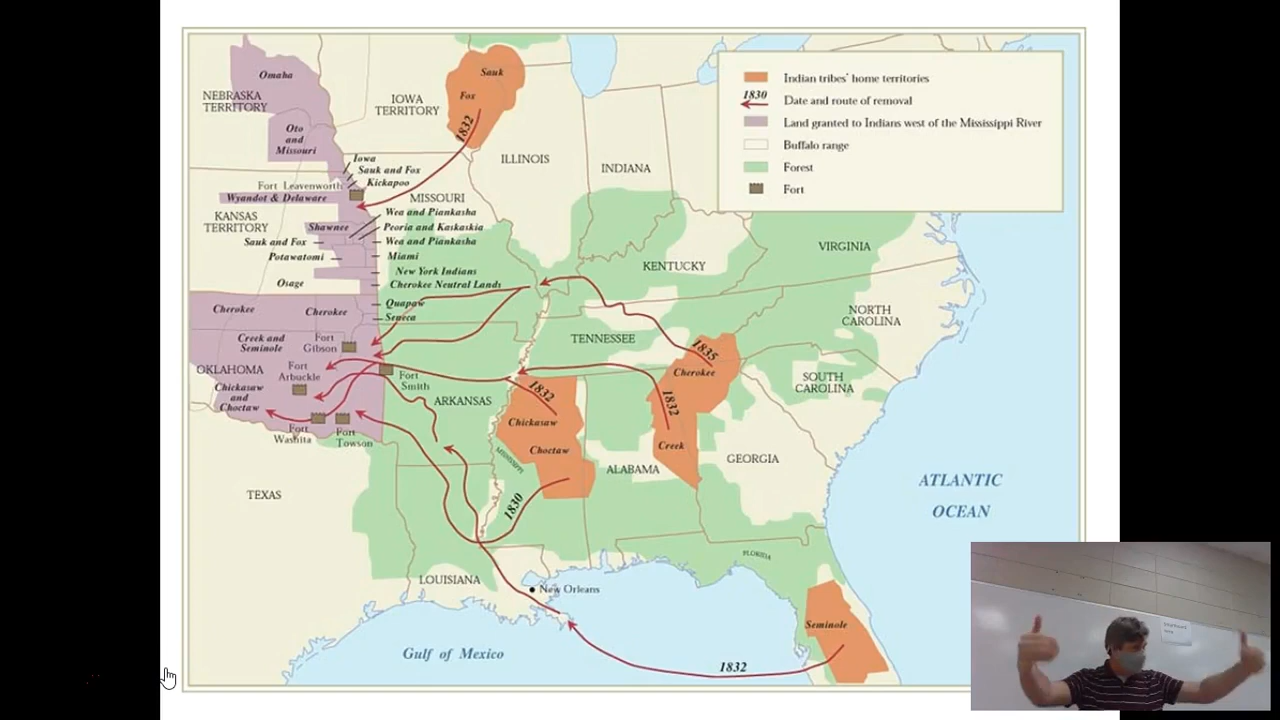 Indian tribes' home territories
1830
Date and route of removal
Land granted to Indians west of the Mississippi River
Buffalo range
Forest
Fort
Omaha
NEBRASKA
TERRITORY
Oto
and
Missouri
IOWA
TERRITORY
Sauk
Fox
1832
ILLINOIS
INDIANA
Iowa
Sauk and Fox
Kickapoo
Fort Leavenworth
Wyandot & Delaware
MISSOURI
KANSAS
TERRITORY
Shawnee
Wea and Piankasha
Peoria and Kaskaskia
Sauk and Fox
Wea and Piankasha
Potawatomi
Miami
New York Indians
Osage
Cherokee Neutral Lands
Cherokee
Cherokee
Quapaw
Seneca
Creek and
Seminole
Fort
Gibson
OKLAHOMA
Fort
Arbuckle
Chickasaw
and
Choctaw
Fort
Smith
Fort
Washita
Fort
Towson
ARKANSAS
KENTUCKY
VIRGINIA
TENNESSEE
NORTH
CAROLINA
SOUTH
CAROLINA
1835
Cherokee
1832
Creek
1832
Chickasaw
Choctaw
MISSISSIPPI
1830
ALABAMA
GEORGIA
TEXAS
LOUISIANA
New Orleans
FLORIDA
Seminole
1832
Gulf of Mexico
ATLANTIC
OCEAN